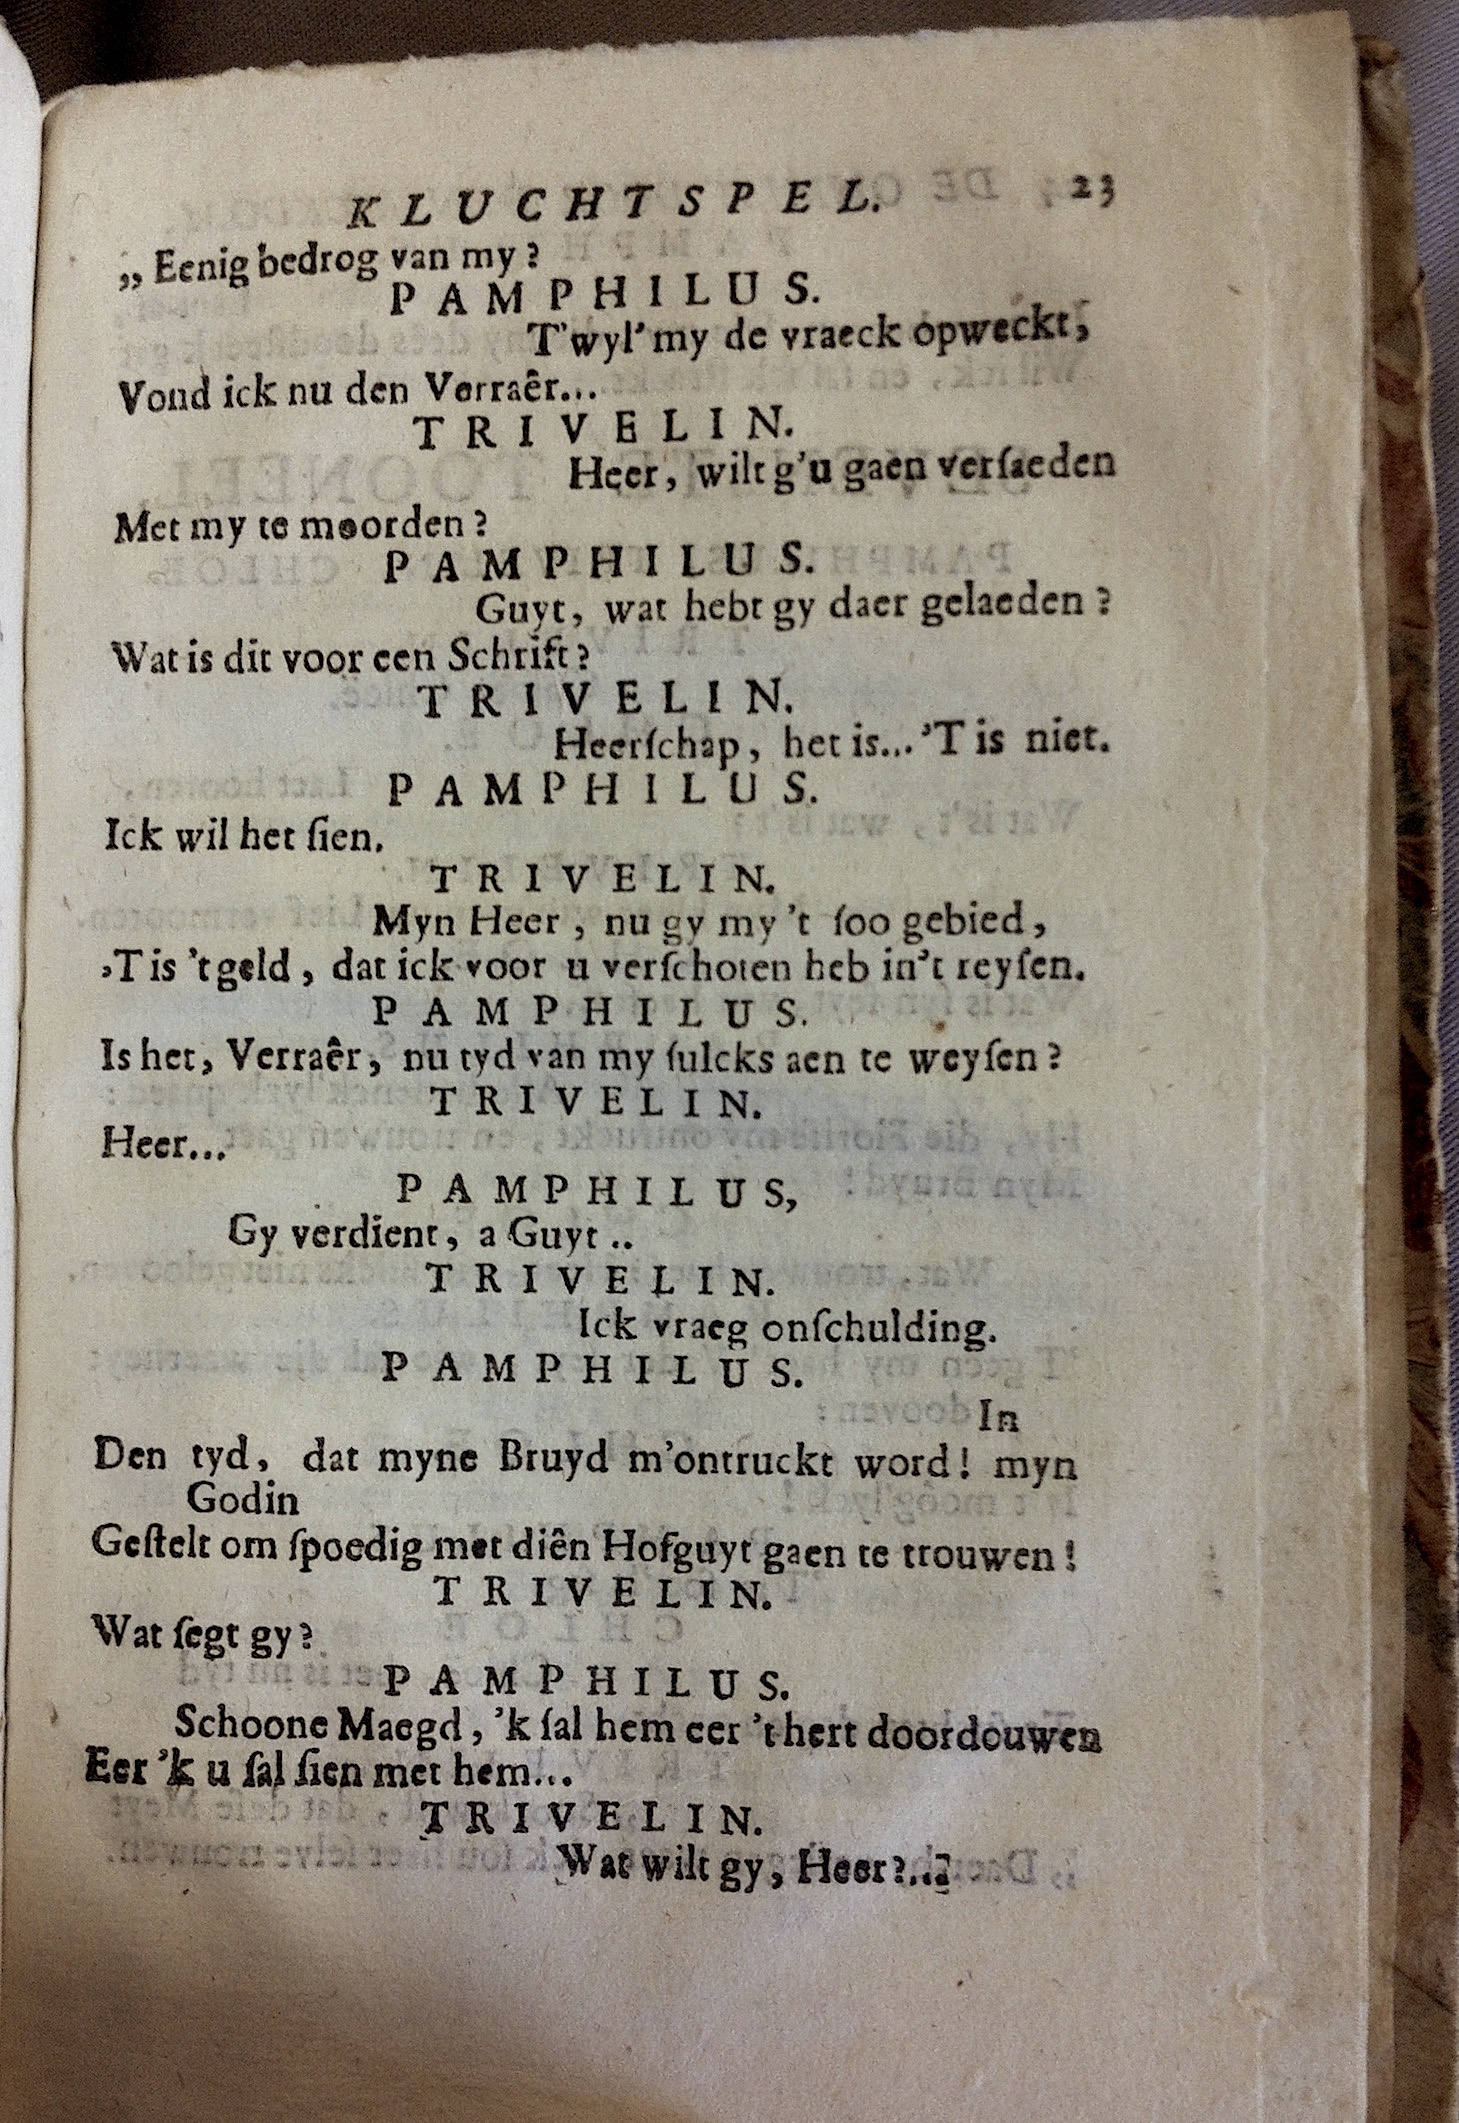 KLUCHTSPEL. 23
„Eenig bedrog van my?
PAMPHILUS.
T'wyl' my de vraeck opweckt,
Vond ick nu den Verraêr...
TRIVELIN.
Heer, wilt g'u gaen verſaeden
Met my te moorden?
PAMPHILUS.
Guyt, wat hebt gy daer gelaeden?
Wat is dit voor een Schrift?
TRIVELIN.
Heerſchap, het is... 'T is niet.
PAMPHILUS.
Ick wil het ſien.
TRIVELIN.
Myn Heer, nu gy my 't ſoo gebied,
'T is 't geld, dat ick voor u verſchoten heb in't reyſen.
PAMPHILUS.
Is het, Verraêr, nu tyd van my ſulcks aen te weyſen?
TRIVELIN.
Heer...
PAMPHILUS,
Gy verdient, a Guyt ..
TRIVELIN.
Ick vraeg onſchulding.
PAMPHILUS.
In
Den tyd, dat myne Bruyd m'ontruckt word! myn
Godin
Geſtelt om ſpoedig met diên Hofguyt gaen te trouwen!
TRIVELIN.
Wat ſegt gy?
PAMPHILUS.
Schoone Maegd, 'k ſal hem eer 't hert doordouwen
Eer 'k u ſal ſien met hem...
TRIVELIN.
Wat wilt gy, Heer?..?